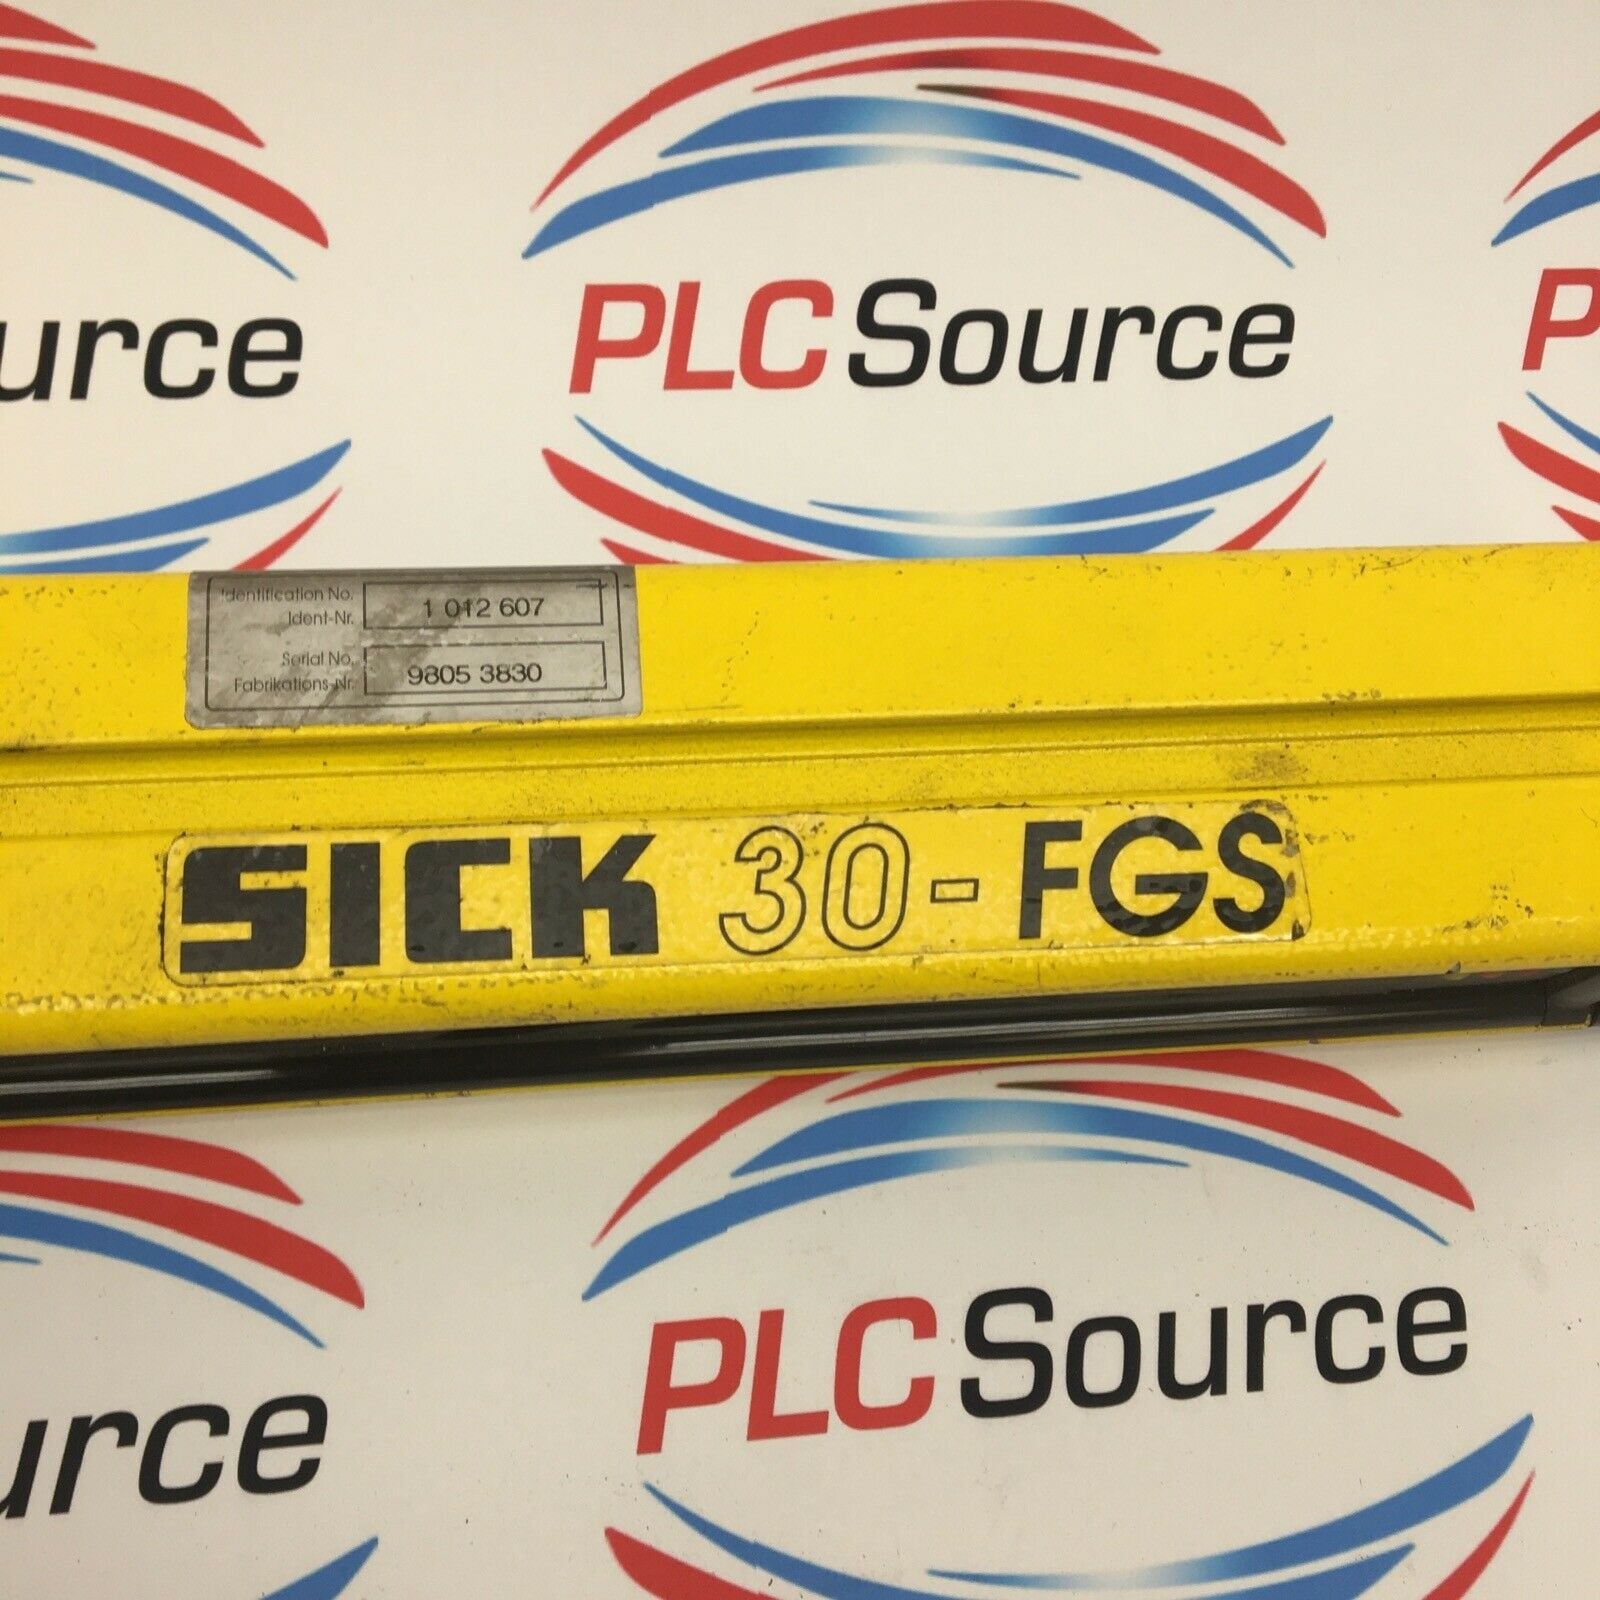 urce
PLC Source
P
Identification No.
Ident-Nr.
1 012 607
Serial No.
Fabrikations-Nr.
9805 3830
SICK 30-FGS
PLC Source
urce